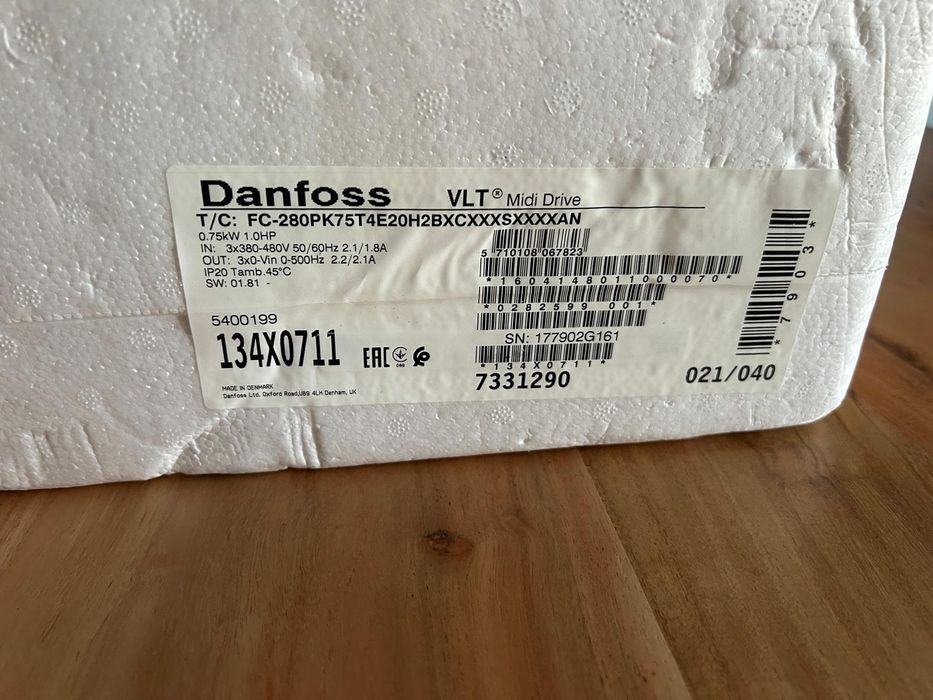 Danfoss VLT® Midi Drive
T/C: FC-280PK75T4E20H2BXCXXXSXXXXAN
0.75kW 1.0HP
IN: 3x380-480V 50/60Hz 2.1/1.8A
OUT: 3x0-Vin 0-500Hz 2.2/2.1A
IP20 Tamb.45°C
SW: 01.81 -
5 710108 067823
*1604148011000070*
*0282599 001*
SN: 177902G161
*134X0711*
7331290
*7903*
021/040
5400199
134X0711
EAC
MADE IN DENMARK
Danfoss Ltd. Oxford Road,UB9 4LH Denham, UK